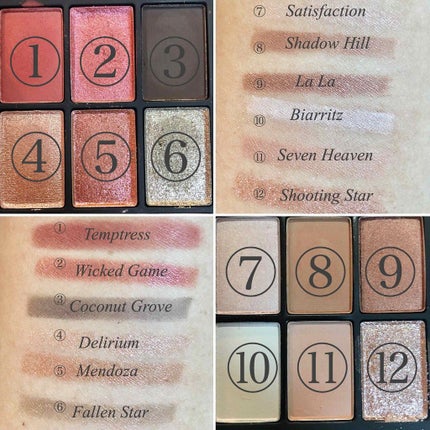 ① ② ③
④ ⑤ ⑥
⑦ Satisfaction
⑧ Shadow Hill
⑨ La La
⑩ Biarritz
⑪ Seven Heaven
⑫ Shooting Star
① Temptress
② Wicked Game
③ Coconut Grove
④ Delirium
⑤ Mendoza
⑥ Fallen Star
⑦ ⑧ ⑨
⑩ ⑪ ⑫